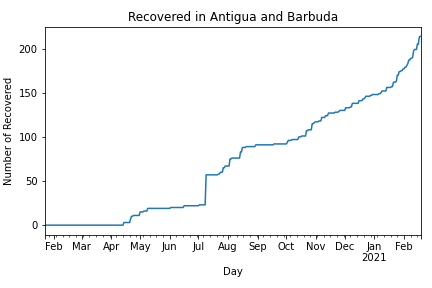 Recovered in Antigua and Barbuda
Number of Recovered
200
150
100
50
0
Feb Mar Apr May Jun Jul Aug Sep Oct Nov Dec Jan Feb
2021
Day